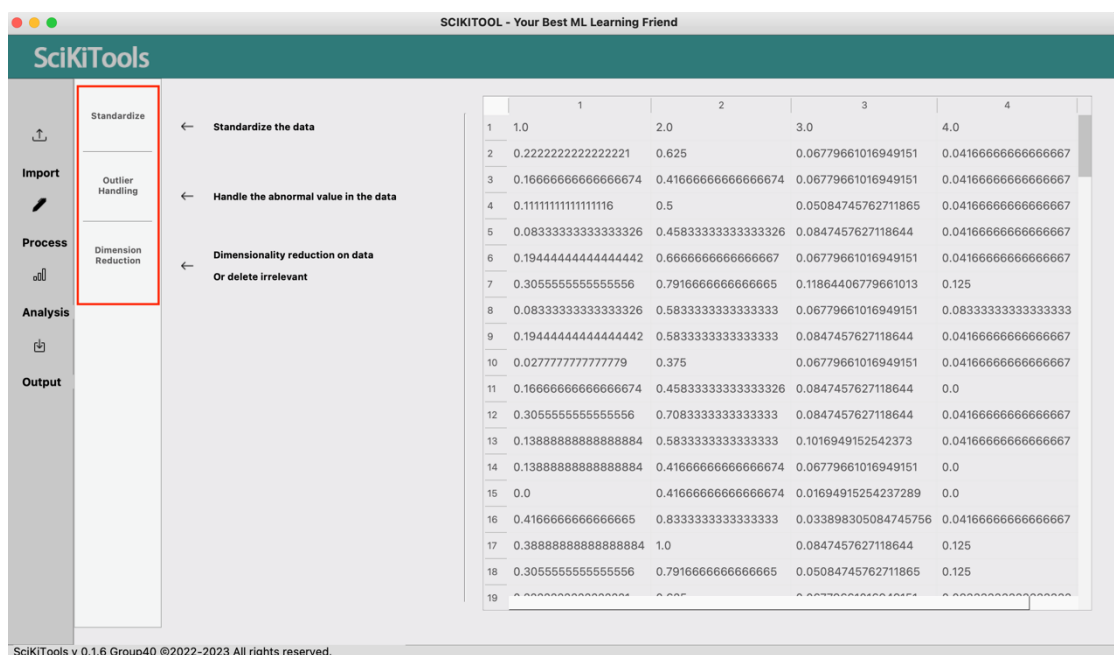 SCIKITOOL - Your Best ML Learning Friend
SciKiTools
Import
Process
Analysis
Output
Standardize
Outlier
Handling
Dimension
Reduction
← Standardize the data
← Handle the abnormal value in the data
← Dimensionality reduction on data
Or delete irrelevant
1 2 3 4
1 1.0 2.0 3.0 4.0
2 0.2222222222222221 0.625 0.06779661016949151 0.04166666666666667
3 0.16666666666666674 0.41666666666666674 0.06779661016949151 0.04166666666666667
4 0.11111111111111116 0.5 0.05084745762711865 0.04166666666666667
5 0.08333333333333326 0.45833333333333326 0.0847457627118644 0.04166666666666667
6 0.19444444444444442 0.6666666666666667 0.06779661016949151 0.04166666666666667
7 0.3055555555555556 0.7916666666666665 0.11864406779661013 0.125
8 0.08333333333333326 0.5833333333333333 0.06779661016949151 0.08333333333333333
9 0.19444444444444442 0.5833333333333333 0.0847457627118644 0.04166666666666667
10 0.0277777777777779 0.375 0.06779661016949151 0.04166666666666667
11 0.16666666666666674 0.45833333333333326 0.0847457627118644 0.0
12 0.3055555555555556 0.7083333333333333 0.0847457627118644 0.04166666666666667
13 0.13888888888888884 0.5833333333333333 0.1016949152542373 0.04166666666666667
14 0.13888888888888884 0.41666666666666674 0.06779661016949151 0.0
15 0.0 0.41666666666666674 0.01694915254237289 0.0
16 0.4166666666666665 0.8333333333333333 0.033898305084745756 0.04166666666666667
17 0.38888888888888884 1.0 0.0847457627118644 0.125
18 0.3055555555555556 0.7916666666666665 0.05084745762711865 0.125
19
SciKiTools v 0.1.6 Group40 ©2022-2023 All rights reserved.